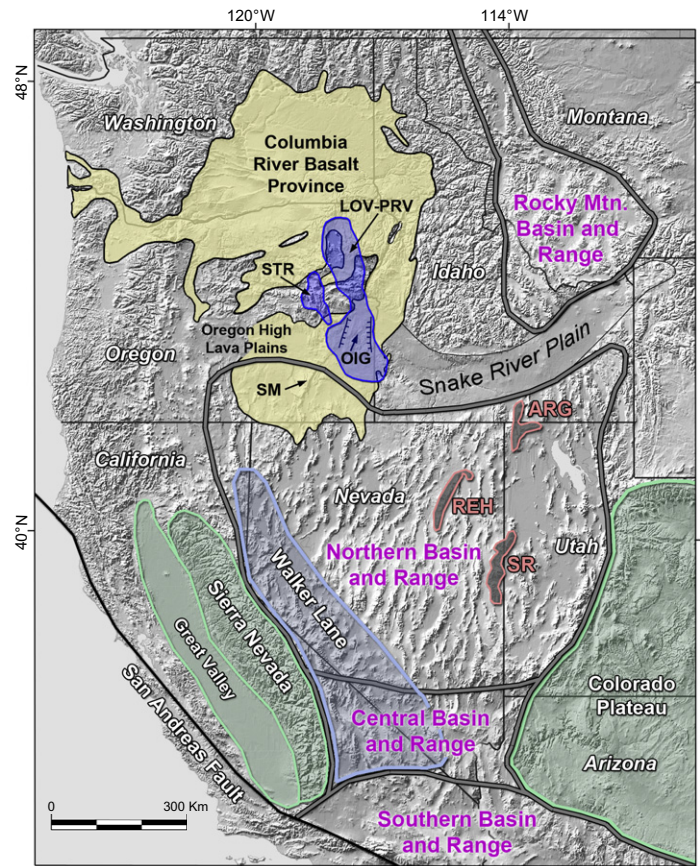 120°W
114°W
48°N
Washington
Montana
Columbia
River Basalt
Province
LOV-PRV
Rocky Mtn.
Basin and
Range
STR
Idaho
Oregon High
Lava Plains
Oregon
OIG
Snake River Plain
SM
ARG
California
Nevada
REH
40°N
Northern Basin
and Range
Utah
SR
Walker Lane
Sierra Nevada
Great Valley
San Andreas Fault
Colorado
Plateau
Central Basin
and Range
Arizona
0
300 Km
Southern Basin
and Range